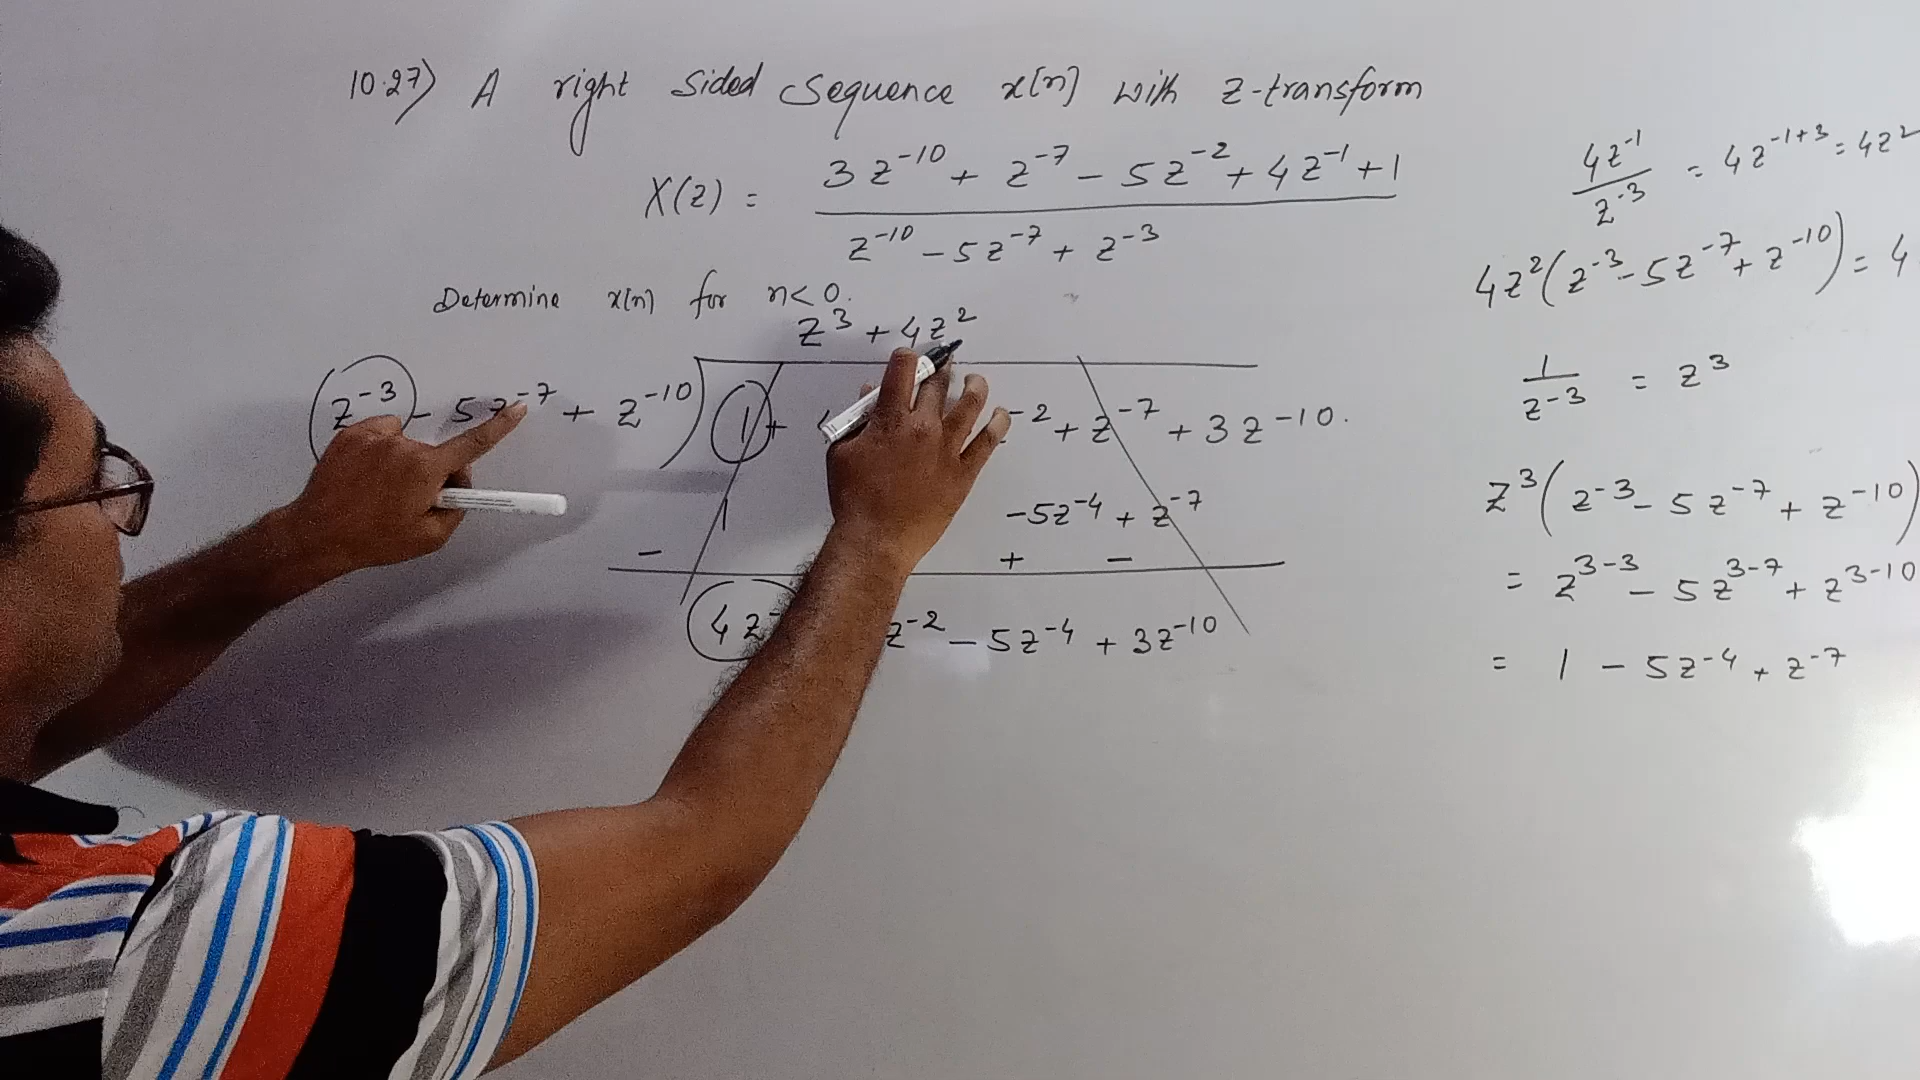 10.27) A right sided sequence x[n] with z-transform
X(z) = (3z^-10 + z^-7 - 5z^-2 + 4z^-1 + 1) / (z^-10 - 5z^-7 + z^-3)
Determine x[n] for n<0.
z^3 + 4z^2
z^-3 - 5z^-7 + z^-10 ) 1 + z^-2 + z^-7 + 3z^-10.
1 -5z^-4 + z^-7
- + -
4z z^-2 - 5z^-4 + 3z^-10
4z^-1 / z^-3 = 4z^-1+3 = 4z^2
4z^2(z^-3 - 5z^-7 + z^-10) = 4
1 / z^-3 = z^3
z^3(z^-3 - 5z^-7 + z^-10)
= z^3-3 - 5z^3-7 + z^3-10
= 1 - 5z^-4 + z^-7